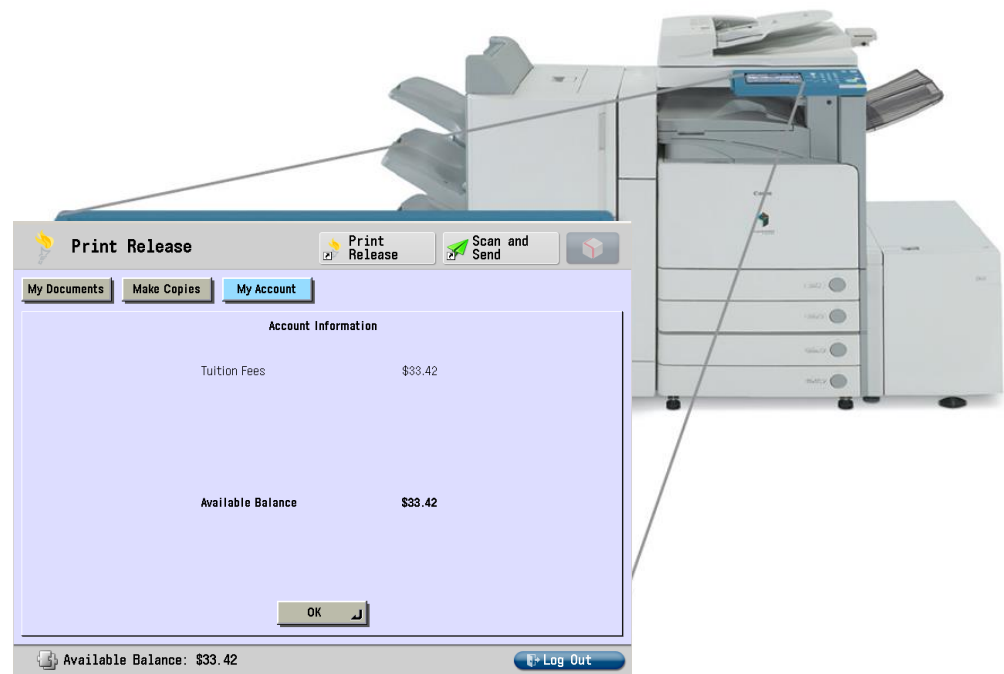 Print Release
Print
Release
Scan and
Send
My Documents
Make Copies
My Account
Account Information
Tuition Fees $33.42
Available Balance $33.42
OK
Available Balance: $33.42
Log Out
Canon